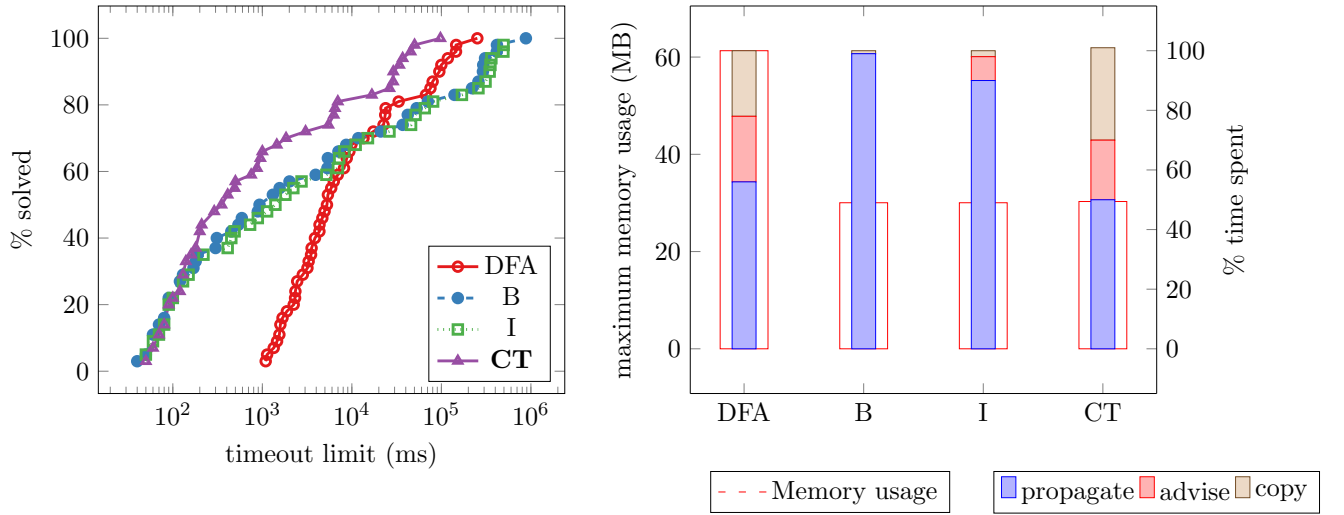 100
80
60
40
20
0
% solved
10^2
10^3
10^4
10^5
10^6
timeout limit (ms)
DFA
B
I
CT
60
40
20
0
maximum memory usage (MB)
100
80
60
40
20
0
% time spent
DFA
B
I
CT
Memory usage
propagate advise copy